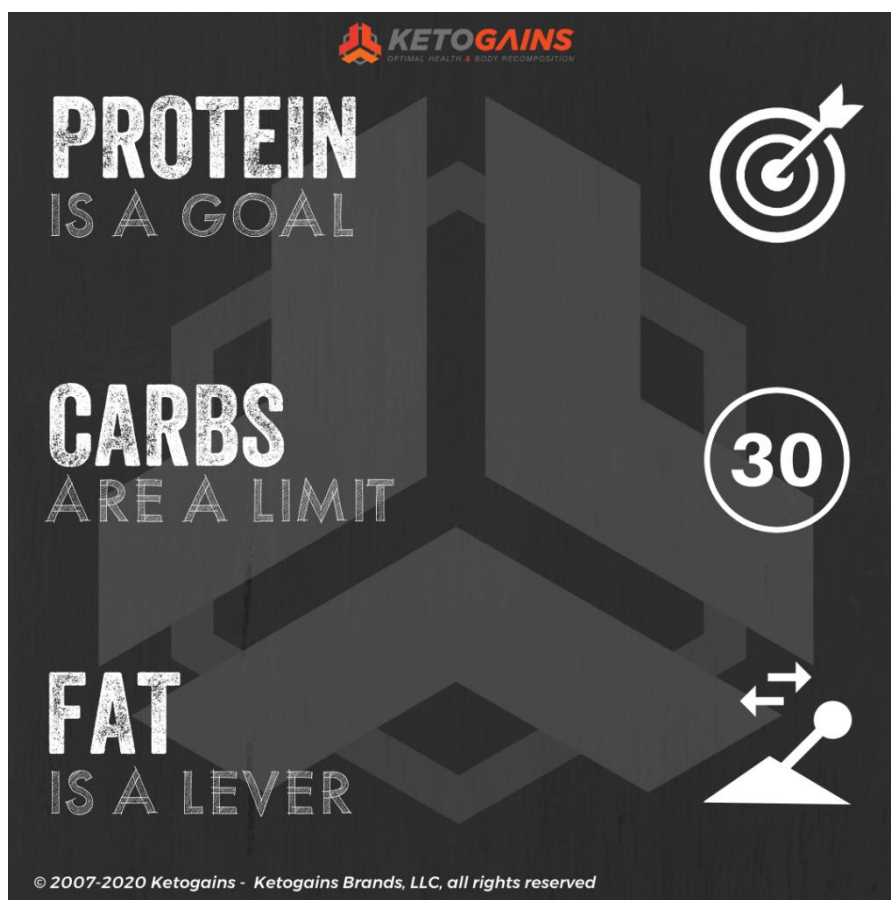 KETOGAINS
OPTIMAL HEALTH & BODY RECOMPOSITION
PROTEIN
IS A GOAL
CARBS
ARE A LIMIT
30
FAT
IS A LEVER
© 2007-2020 Ketogains - Ketogains Brands, LLC, all rights reserved